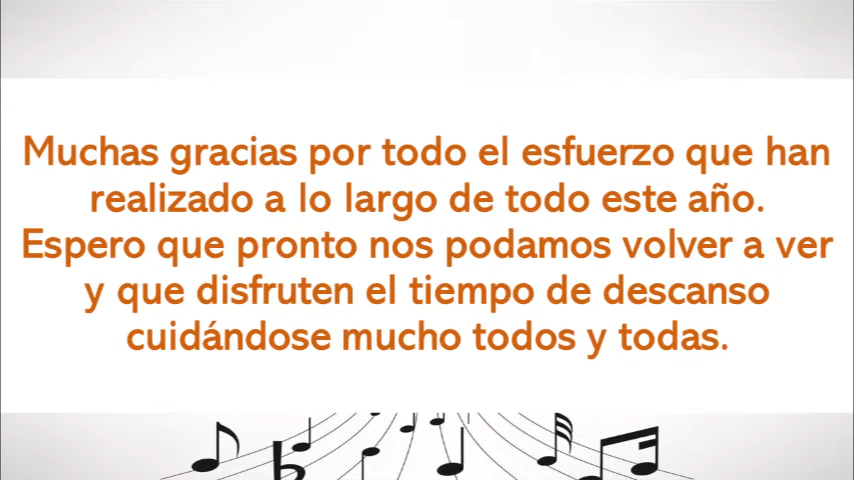 Muchas gracias por todo el esfuerzo que han
realizado a lo largo de todo este año.
Espero que pronto nos podamos volver a ver
y que disfruten el tiempo de descanso
cuidándose mucho todos y todas.